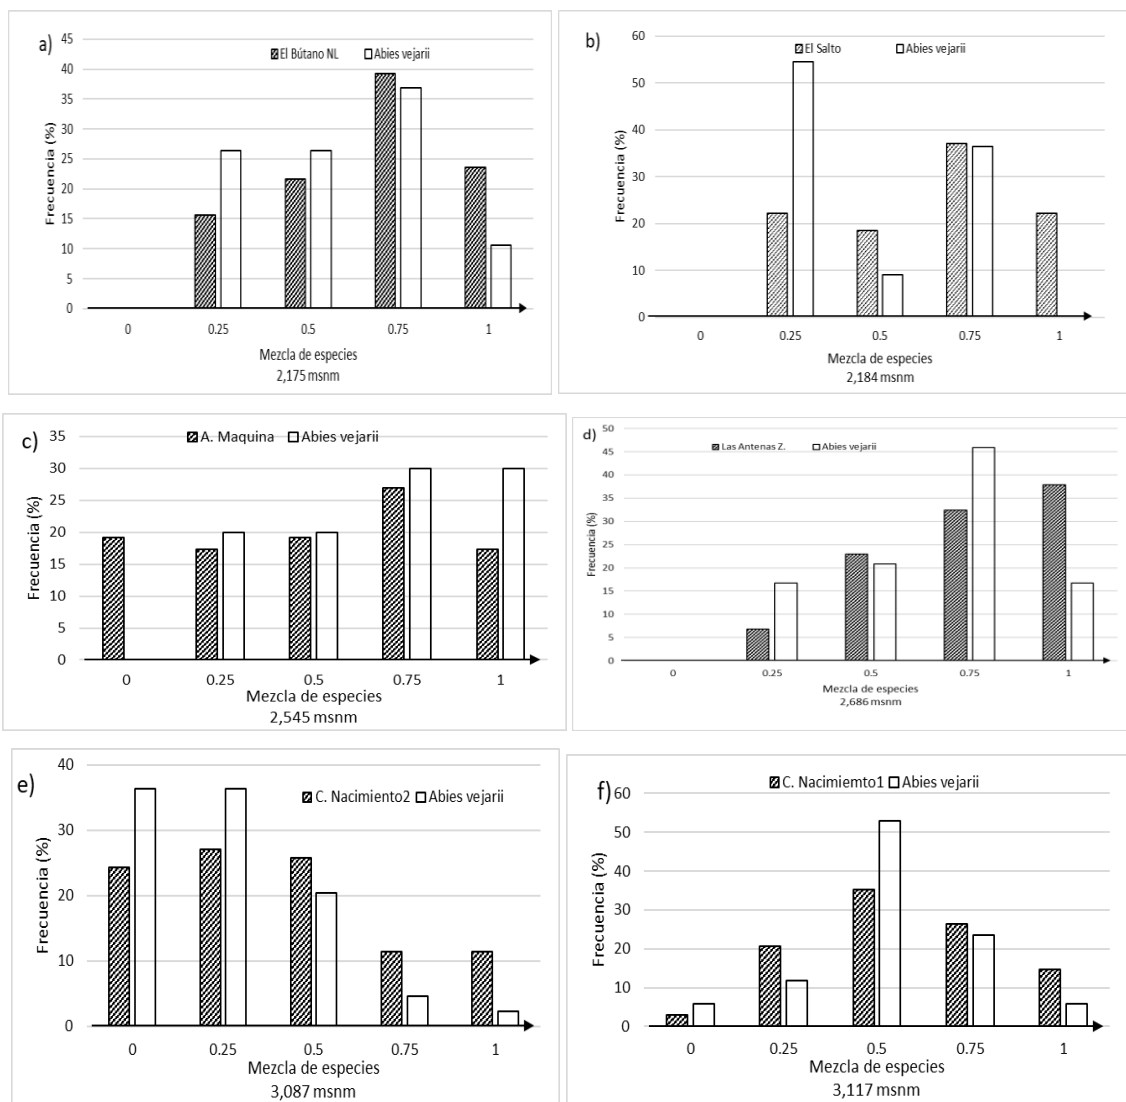 a)
El Bútano NL Abies vejarii
Frecuencia (%)
45
40
35
30
25
20
15
10
5
0
0 0.25 0.5 0.75 1
Mezcla de especies
2,175 msnm
b)
El Salto Abies vejarii
Frecuencia (%)
60
50
40
30
20
10
0
0 0.25 0.5 0.75 1
Mezcla de especies
2,184 msnm
c)
A. Maquina Abies vejarii
Frecuencia (%)
35
30
25
20
15
10
5
0
0 0.25 0.5 0.75 1
Mezcla de especies
2,545 msnm
d)
Las Antenas Z. Abies vejarii
Frecuencia (%)
50
45
40
35
30
25
20
15
10
5
0
0 0.25 0.5 0.75 1
Mezcla de especies
2,686 msnm
e)
C. Nacimiento2 Abies vejarii
Frecuencia (%)
40
30
20
10
0
0 0.25 0.5 0.75 1
Mezcla de especies
3,087 msnm
f)
C. Nacimiemto1 Abies vejarii
Frecuencia (%)
60
50
40
30
20
10
0
0 0.25 0.5 0.75 1
Mezcla de especies
3,117 msnm